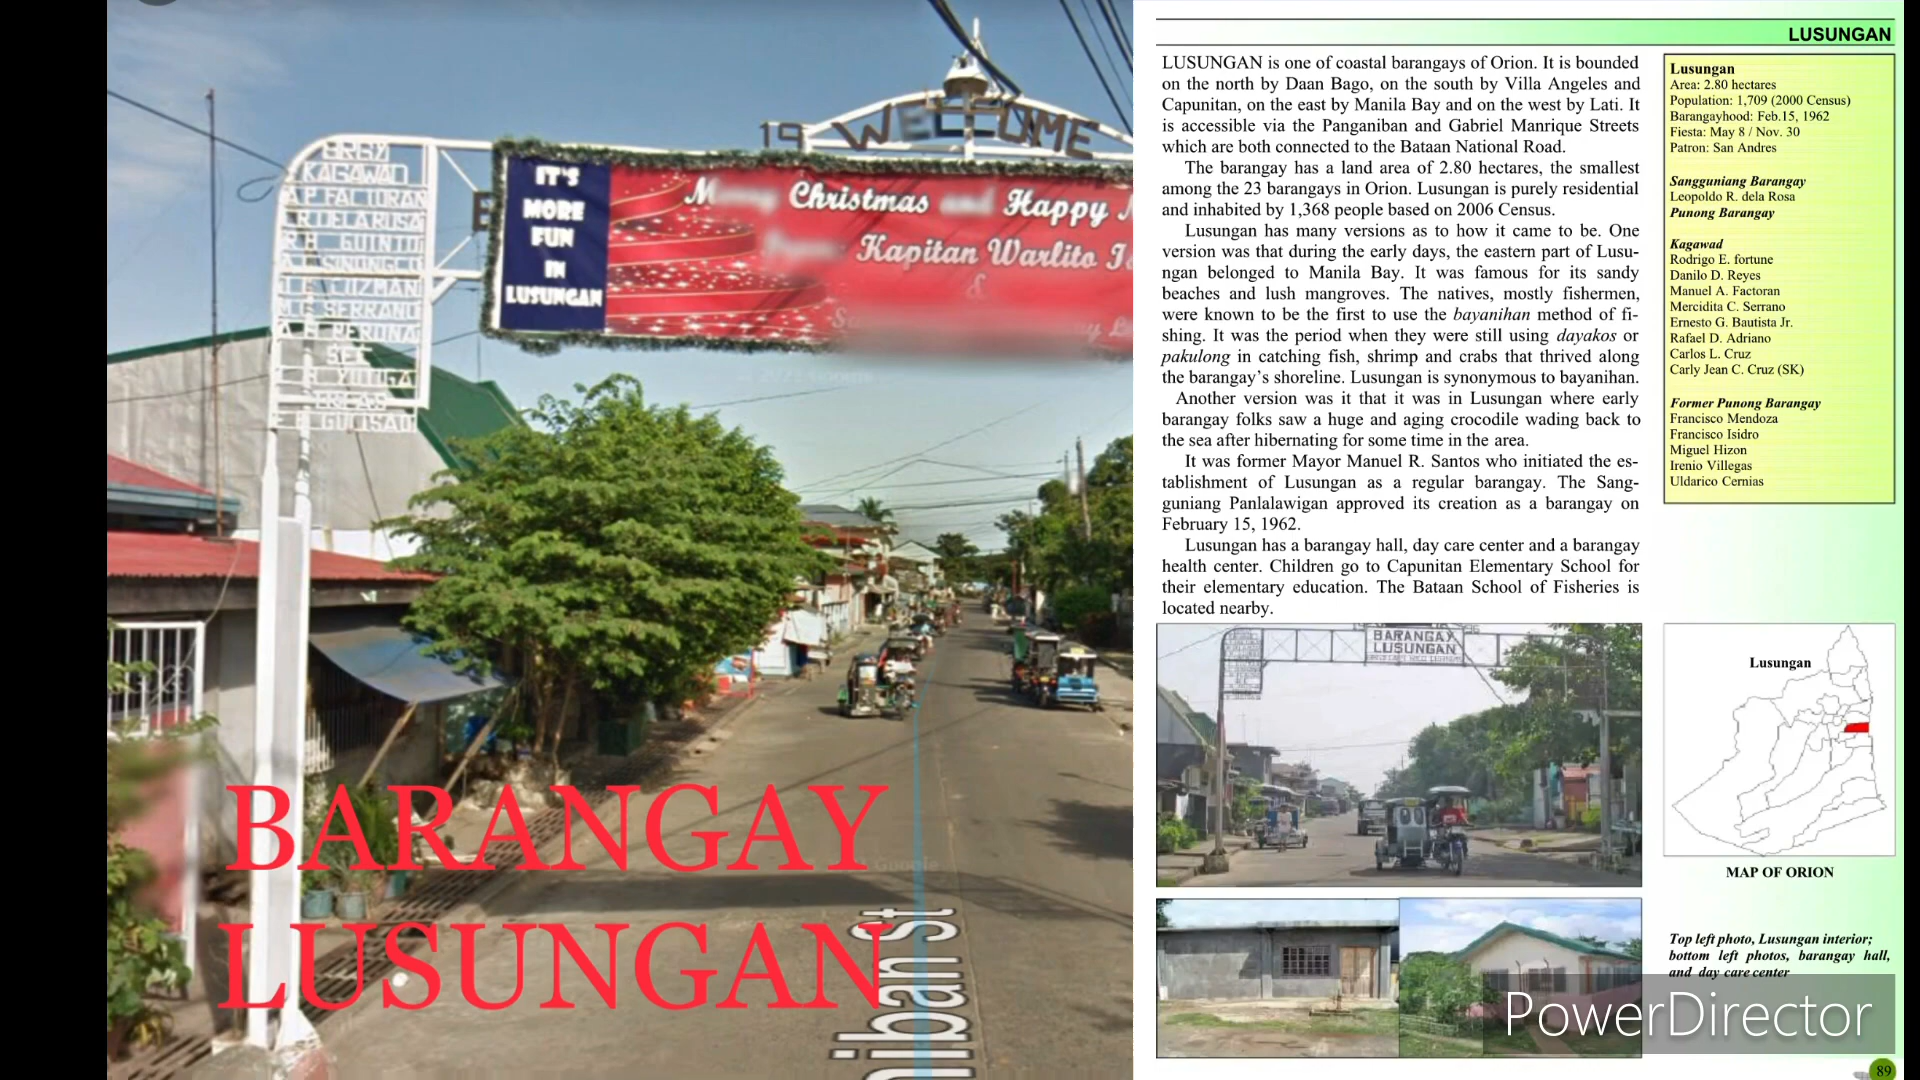 19 WELCOME
BRGY
KAGAWAD
A.P. FACTORAN
R.H. GUINTO
M.G. SERRANO
SEC
IT'S
MORE
FUN
IN
LUSUNGAN
Christmas and Happy
Kapitan Warlito
&
BARANGAY
LUSUNGAN
Google
niban St
LUSUNGAN
LUSUNGAN is one of coastal barangays of Orion. It is bounded
on the north by Daan Bago, on the south by Villa Angeles and
Capunitan, on the east by Manila Bay and on the west by Lati. It
is accessible via the Panganiban and Gabriel Manrique Streets
which are both connected to the Bataan National Road.
The barangay has a land area of 2.80 hectares, the smallest
among the 23 barangays in Orion. Lusungan is purely residential
and inhabited by 1,368 people based on 2006 Census.
Lusungan has many versions as to how it came to be. One
version was that during the early days, the eastern part of Lusu-
ngan belonged to Manila Bay. It was famous for its sandy
beaches and lush mangroves. The natives, mostly fishermen,
were known to be the first to use the bayanihan method of fi-
shing. It was the period when they were still using dayakos or
pakulong in catching fish, shrimp and crabs that thrived along
the barangay's shoreline. Lusungan is synonymous to bayanihan.
Another version was it that it was in Lusungan where early
barangay folks saw a huge and aging crocodile wading back to
the sea after hibernating for some time in the area.
It was former Mayor Manuel R. Santos who initiated the es-
tablishment of Lusungan as a regular barangay. The Sang-
guniang Panlalawigan approved its creation as a barangay on
February 15, 1962.
Lusungan has a barangay hall, day care center and a barangay
health center. Children go to Capunitan Elementary School for
their elementary education. The Bataan School of Fisheries is
located nearby.
Lusungan
Area: 2.80 hectares
Population: 1,709 (2000 Census)
Barangayhood: Feb.15, 1962
Fiesta: May 8 / Nov. 30
Patron: San Andres
Sangguniang Barangay
Leopoldo R. dela Rosa
Punong Barangay
Kagawad
Rodrigo E. fortune
Danilo D. Reyes
Manuel A. Factoran
Mercidita C. Serrano
Ernesto G. Bautista Jr.
Rafael D. Adriano
Carlos L. Cruz
Carly Jean C. Cruz (SK)
Former Punong Barangay
Francisco Mendoza
Francisco Isidro
Miguel Hizon
Irenio Villegas
Uldarico Cernias
BARANGAY
LUSUNGAN
Lusungan
MAP OF ORION
Top left photo, Lusungan interior;
bottom left photos, barangay hall,
and day care center
PowerDirector
89